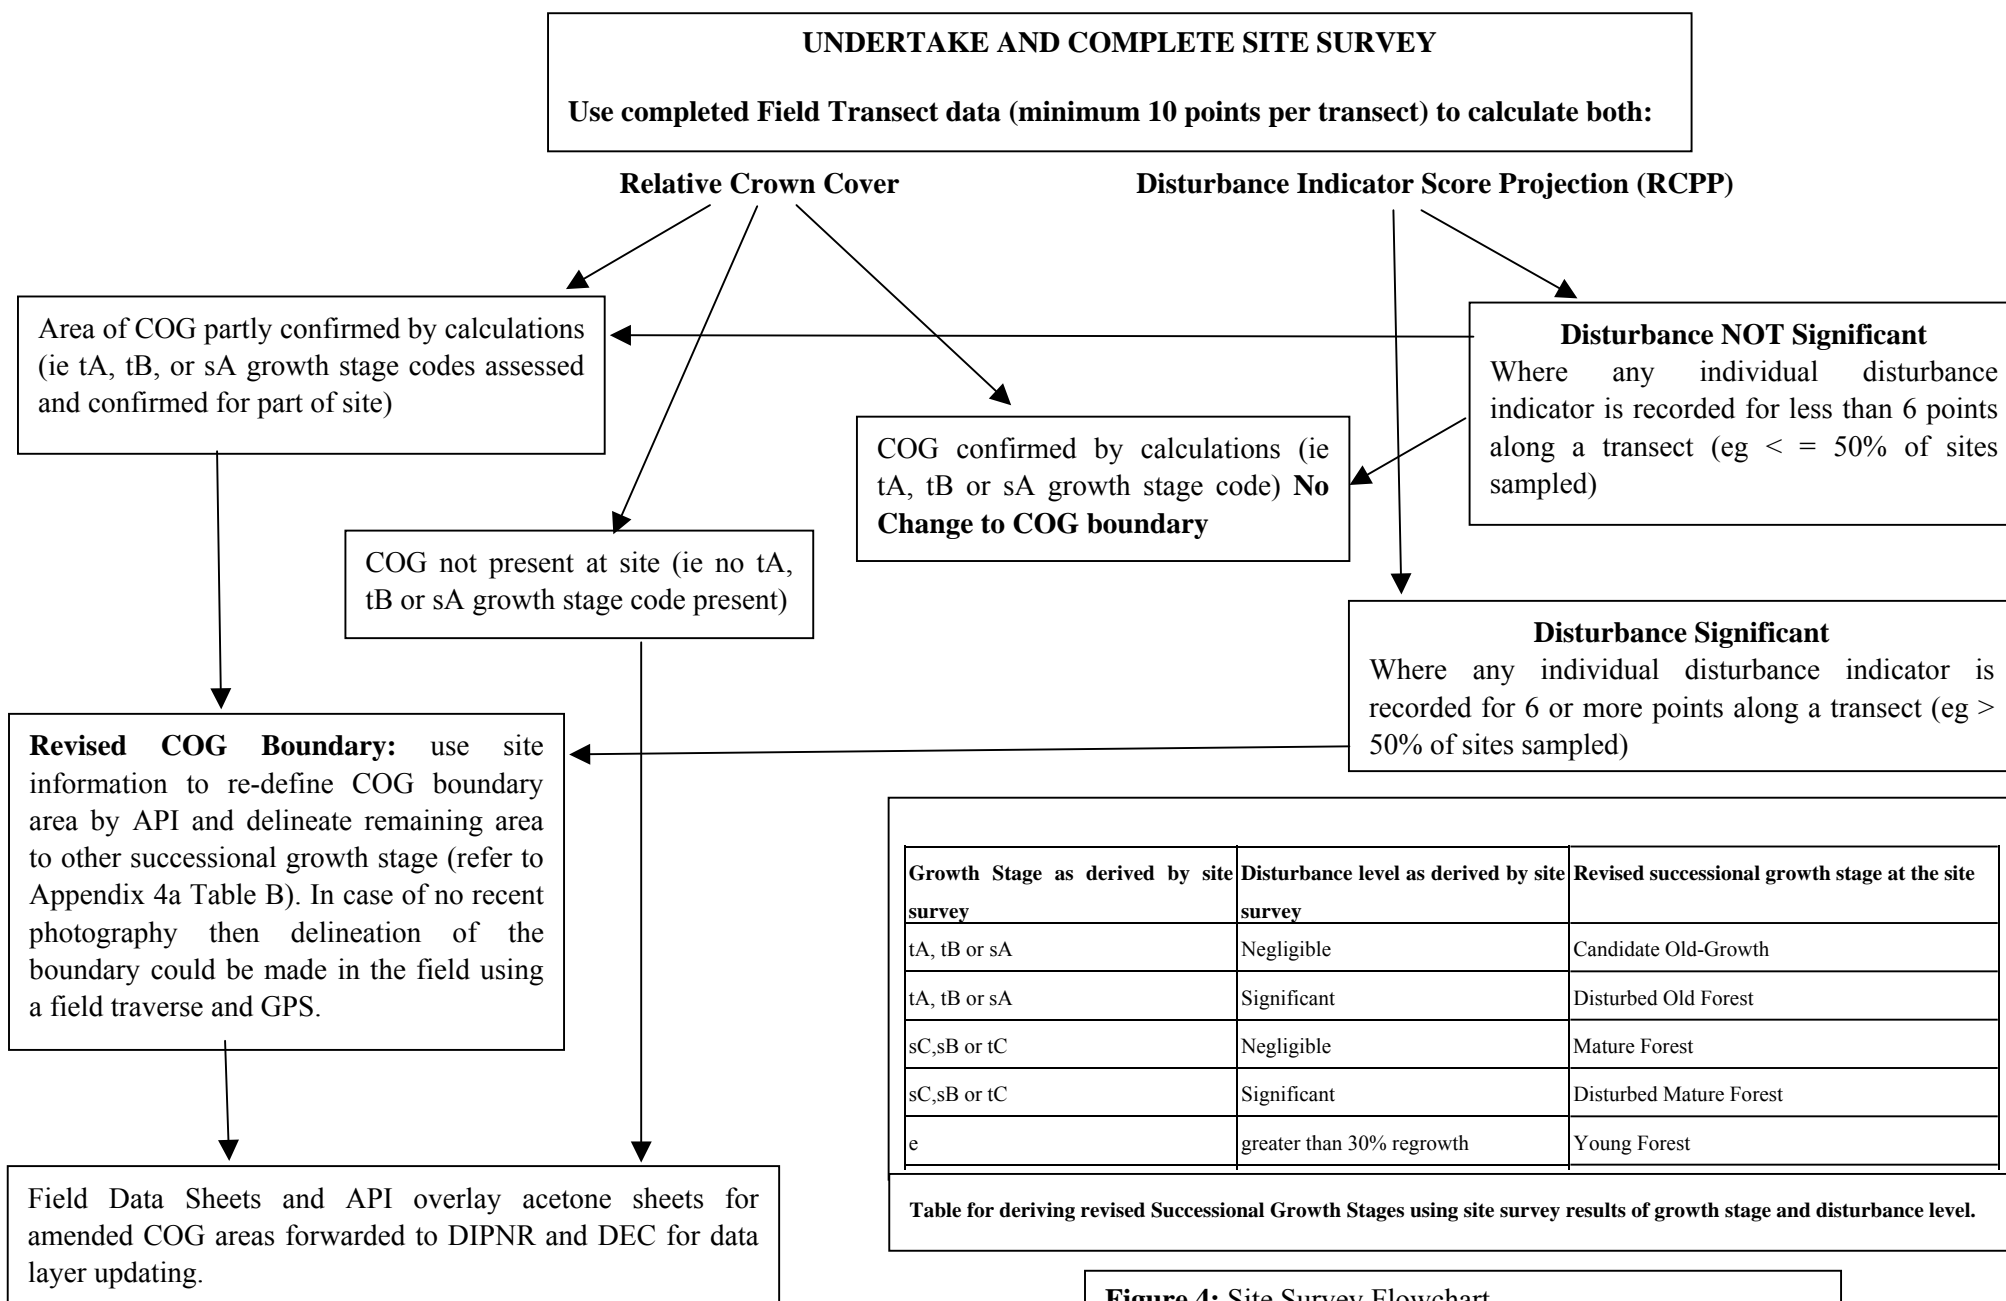 UNDERTAKE AND COMPLETE SITE SURVEY
Use completed Field Transect data (minimum 10 points per transect) to calculate both:
Relative Crown Cover
Disturbance Indicator Score Projection (RCPP)
Area of COG partly confirmed by calculations
(ie tA, tB, or sA growth stage codes assessed
and confirmed for part of site)
Disturbance NOT Significant
Where any individual disturbance
indicator is recorded for less than 6 points
along a transect (eg < = 50% of sites
sampled)
COG confirmed by calculations (ie
tA, tB or sA growth stage code) No
Change to COG boundary
COG not present at site (ie no tA,
tB or sA growth stage code present)
Disturbance Significant
Where any individual disturbance indicator is
recorded for 6 or more points along a transect (eg >
50% of sites sampled)
Revised COG Boundary: use site
information to re-define COG boundary
area by API and delineate remaining area
to other successional growth stage (refer to
Appendix 4a Table B). In case of no recent
photography then delineation of the
boundary could be made in the field using
a field traverse and GPS.
Growth Stage as derived by site
survey
Disturbance level as derived by site
survey
Revised successional growth stage at the site
tA, tB or sA
Negligible
Candidate Old-Growth
tA, tB or sA
Significant
Disturbed Old Forest
sC,sB or tC
Negligible
Mature Forest
sC,sB or tC
Significant
Disturbed Mature Forest
e
greater than 30% regrowth
Young Forest
Table for deriving revised Successional Growth Stages using site survey results of growth stage and disturbance level.
Field Data Sheets and API overlay acetone sheets for
amended COG areas forwarded to DIPNR and DEC for data
layer updating.
Figure 4: Site Survey Flowchart